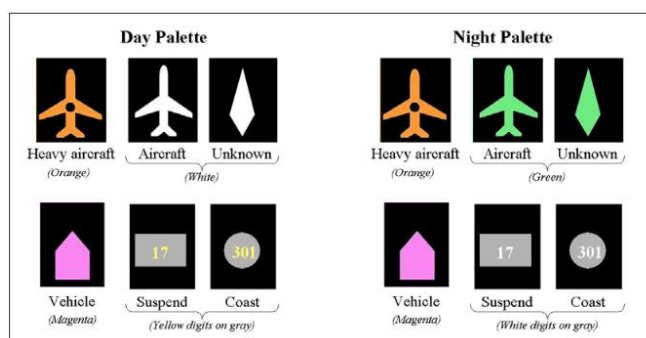 Day Palette
Heavy aircraft
Aircraft
Unknown
(Orange)
(White)
17
301
Vehicle
Suspend
Coast
(Magenta)
(Yellow digits on gray)
Night Palette
Heavy aircraft
Aircraft
Unknown
(Orange)
(Green)
17
301
Vehicle
Suspend
Coast
(Magenta)
(White digits on gray)